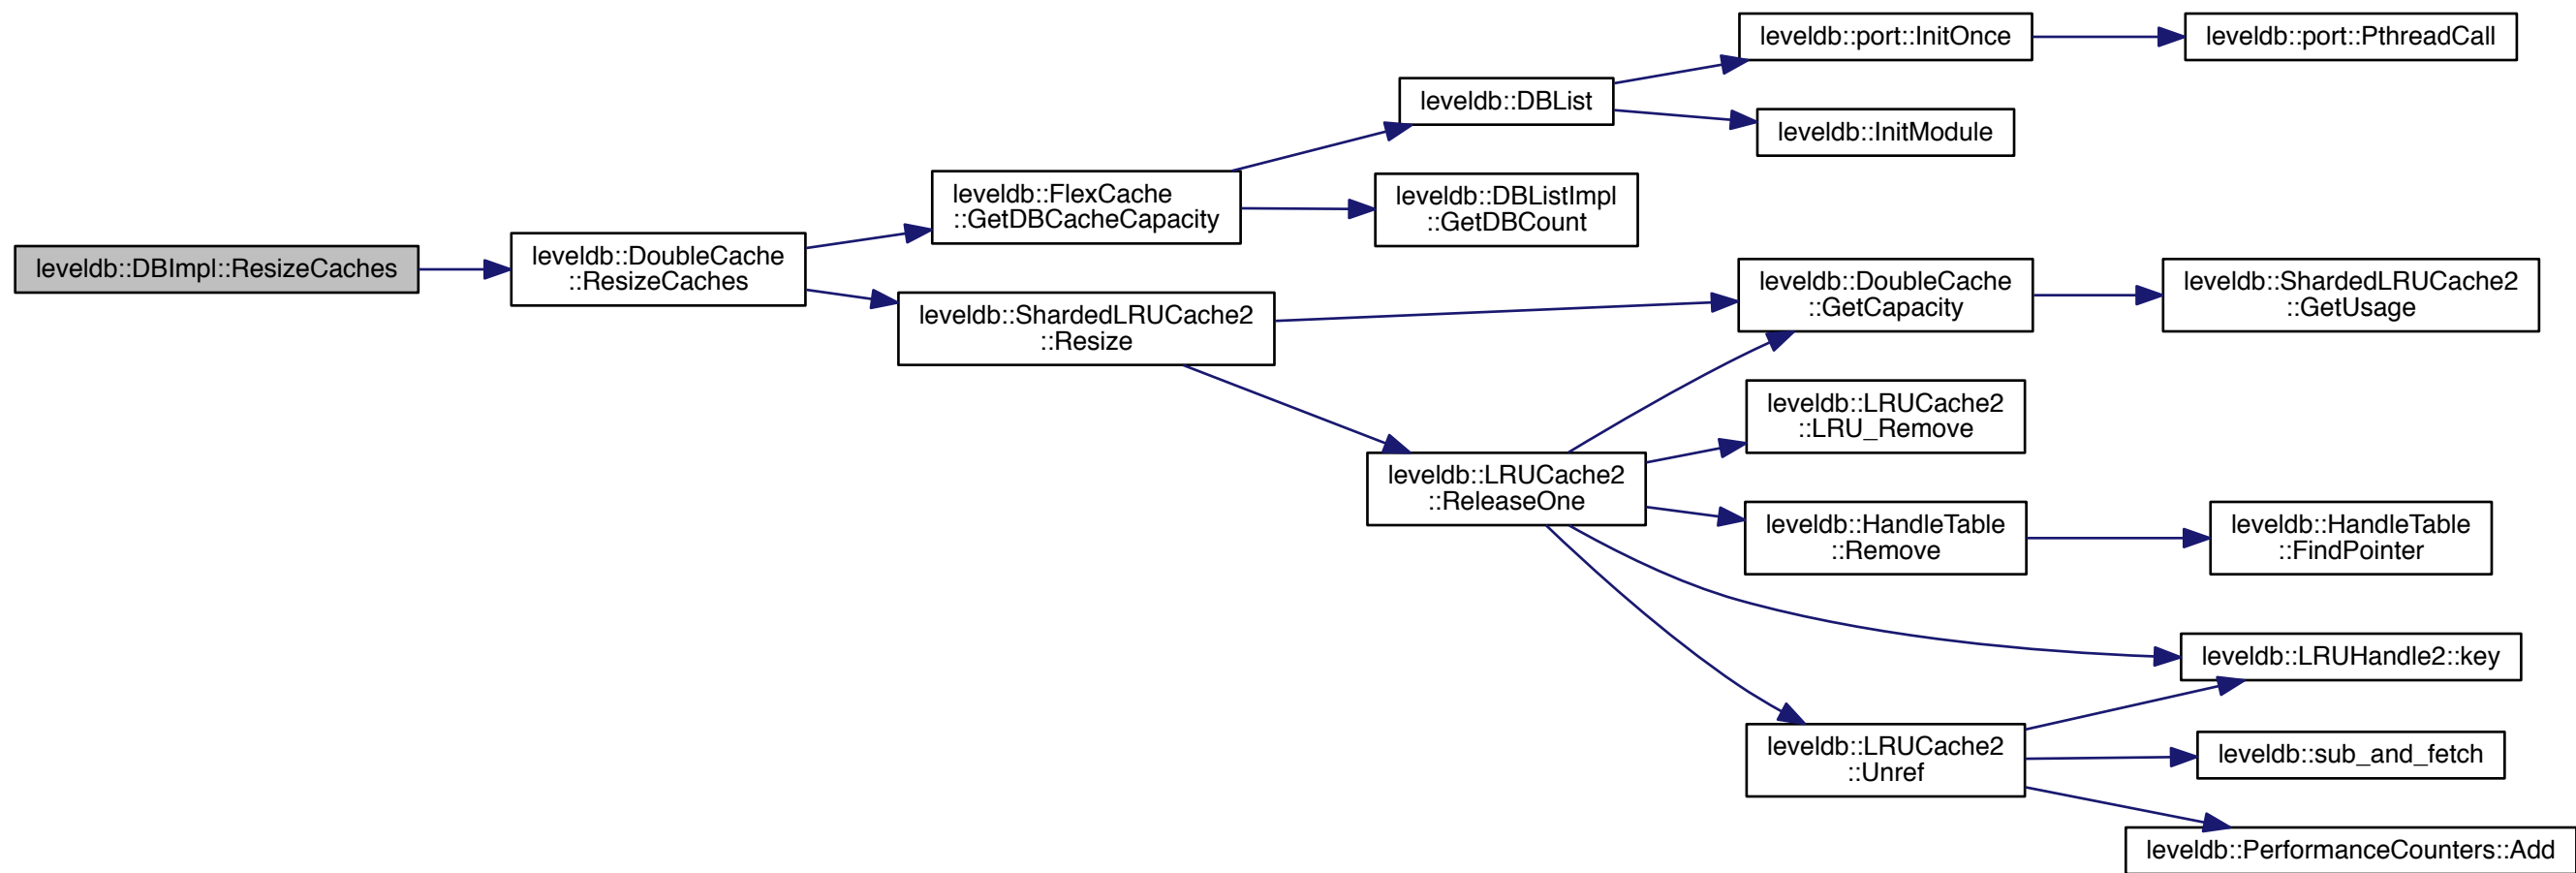 leveldb::DBImpl::ResizeCaches
leveldb::DoubleCache
::ResizeCaches
leveldb::FlexCache
::GetDBCacheCapacity
leveldb::ShardedLRUCache2
::Resize
leveldb::DBList
leveldb::DBListImpl
::GetDBCount
leveldb::LRUCache2
::ReleaseOne
leveldb::port::InitOnce
leveldb::InitModule
leveldb::DoubleCache
::GetCapacity
leveldb::LRUCache2
::LRU_Remove
leveldb::HandleTable
::Remove
leveldb::LRUCache2
::Unref
leveldb::port::PthreadCall
leveldb::ShardedLRUCache2
::GetUsage
leveldb::HandleTable
::FindPointer
leveldb::LRUHandle2::key
leveldb::sub_and_fetch
leveldb::PerformanceCounters::Add